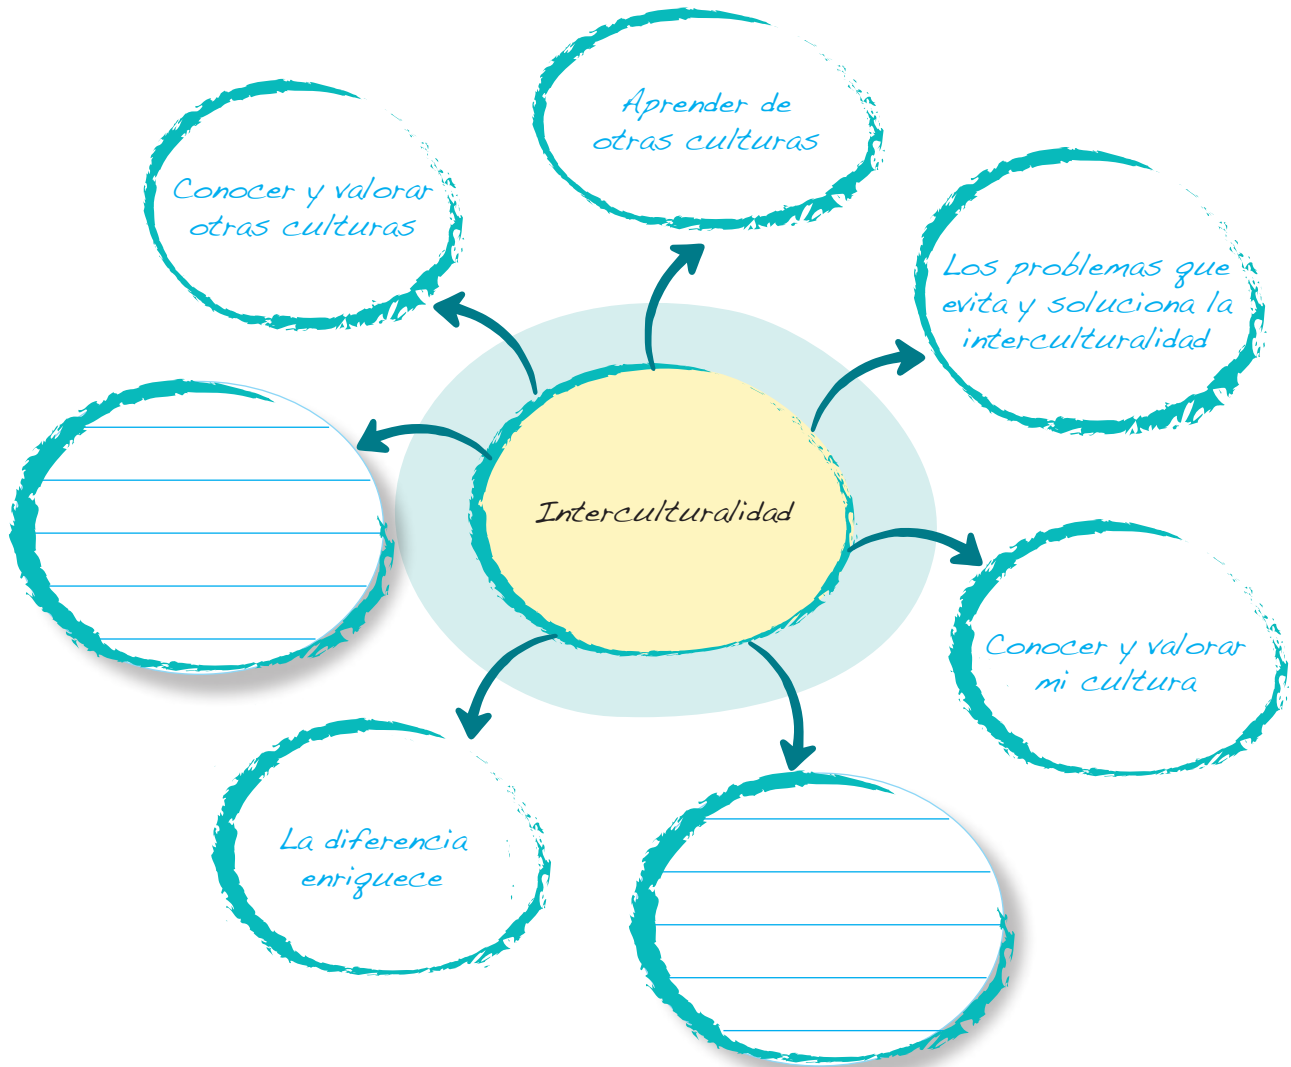 Aprender de
otras culturas
Conocer y valorar
otras culturas
Los problemas que
evita y soluciona la
interculturalidad
Interculturalidad
Conocer y valorar
mi cultura
La diferencia
enriquece